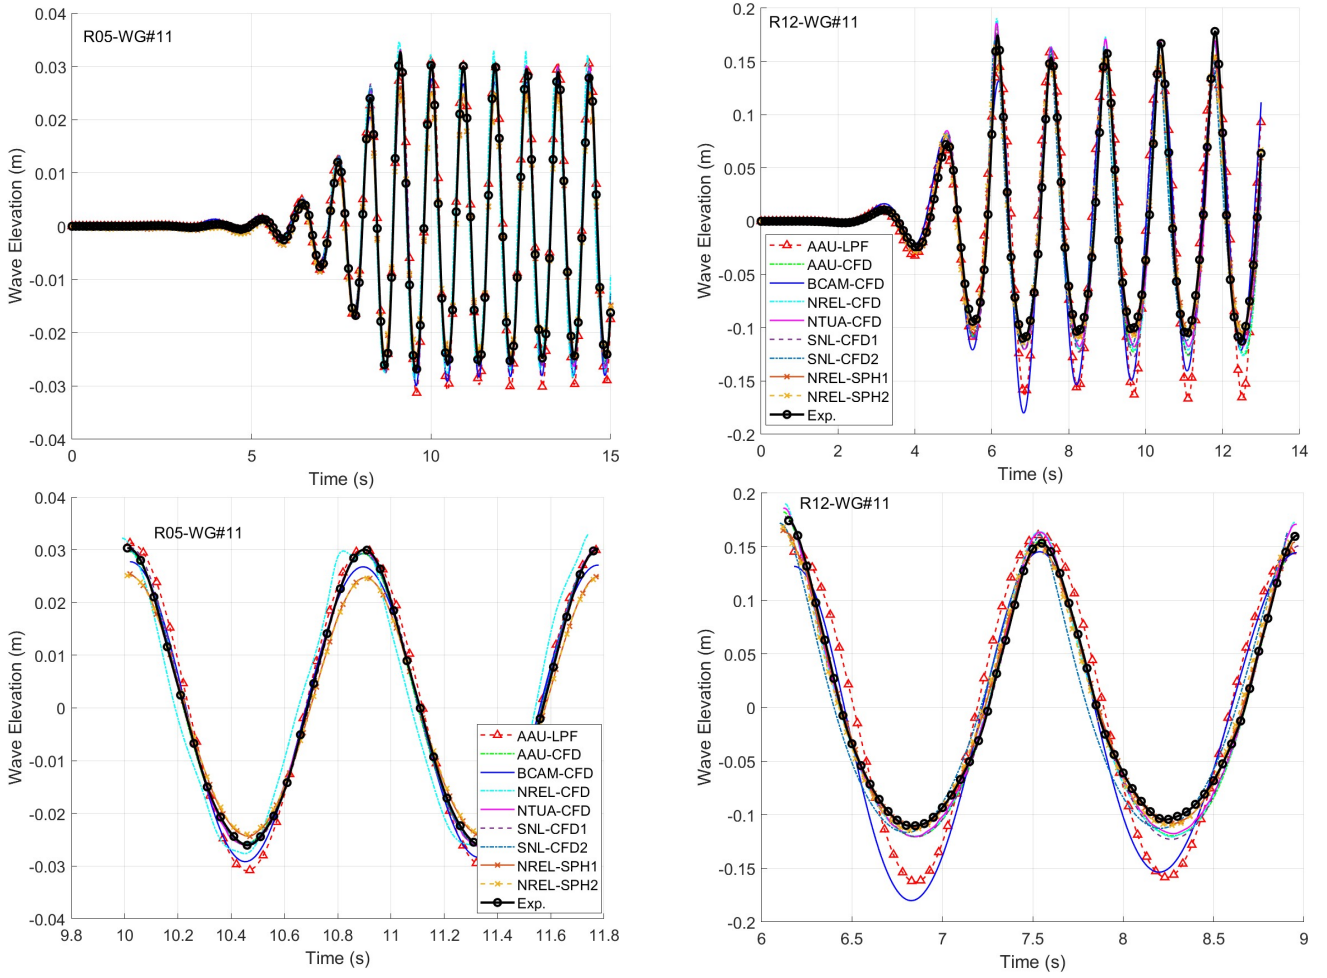 R05-WG#11
0.04
0.03
0.02
0.01
0
-0.01
-0.02
-0.03
-0.04
Wave Elevation (m)
0
5
10
15
Time (s)
R12-WG#11
0.2
0.15
0.1
0.05
0
-0.05
-0.1
-0.15
-0.2
Wave Elevation (m)
AAU-LPF
AAU-CFD
BCAM-CFD
NREL-CFD
NTUA-CFD
SNL-CFD1
SNL-CFD2
NREL-SPH1
NREL-SPH2
Exp.
0
2
4
6
8
10
12
14
Time (s)
R05-WG#11
0.04
0.03
0.02
0.01
0
-0.01
-0.02
-0.03
-0.04
Wave Elevation (m)
AAU-LPF
AAU-CFD
BCAM-CFD
NREL-CFD
NTUA-CFD
SNL-CFD1
SNL-CFD2
NREL-SPH1
NREL-SPH2
Exp.
9.8
10
10.2
10.4
10.6
10.8
11
11.2
11.4
11.6
11.8
Time (s)
R12-WG#11
0.2
0.15
0.1
0.05
0
-0.05
-0.1
-0.15
-0.2
Wave Elevation (m)
6
6.5
7
7.5
8
8.5
9
Time (s)